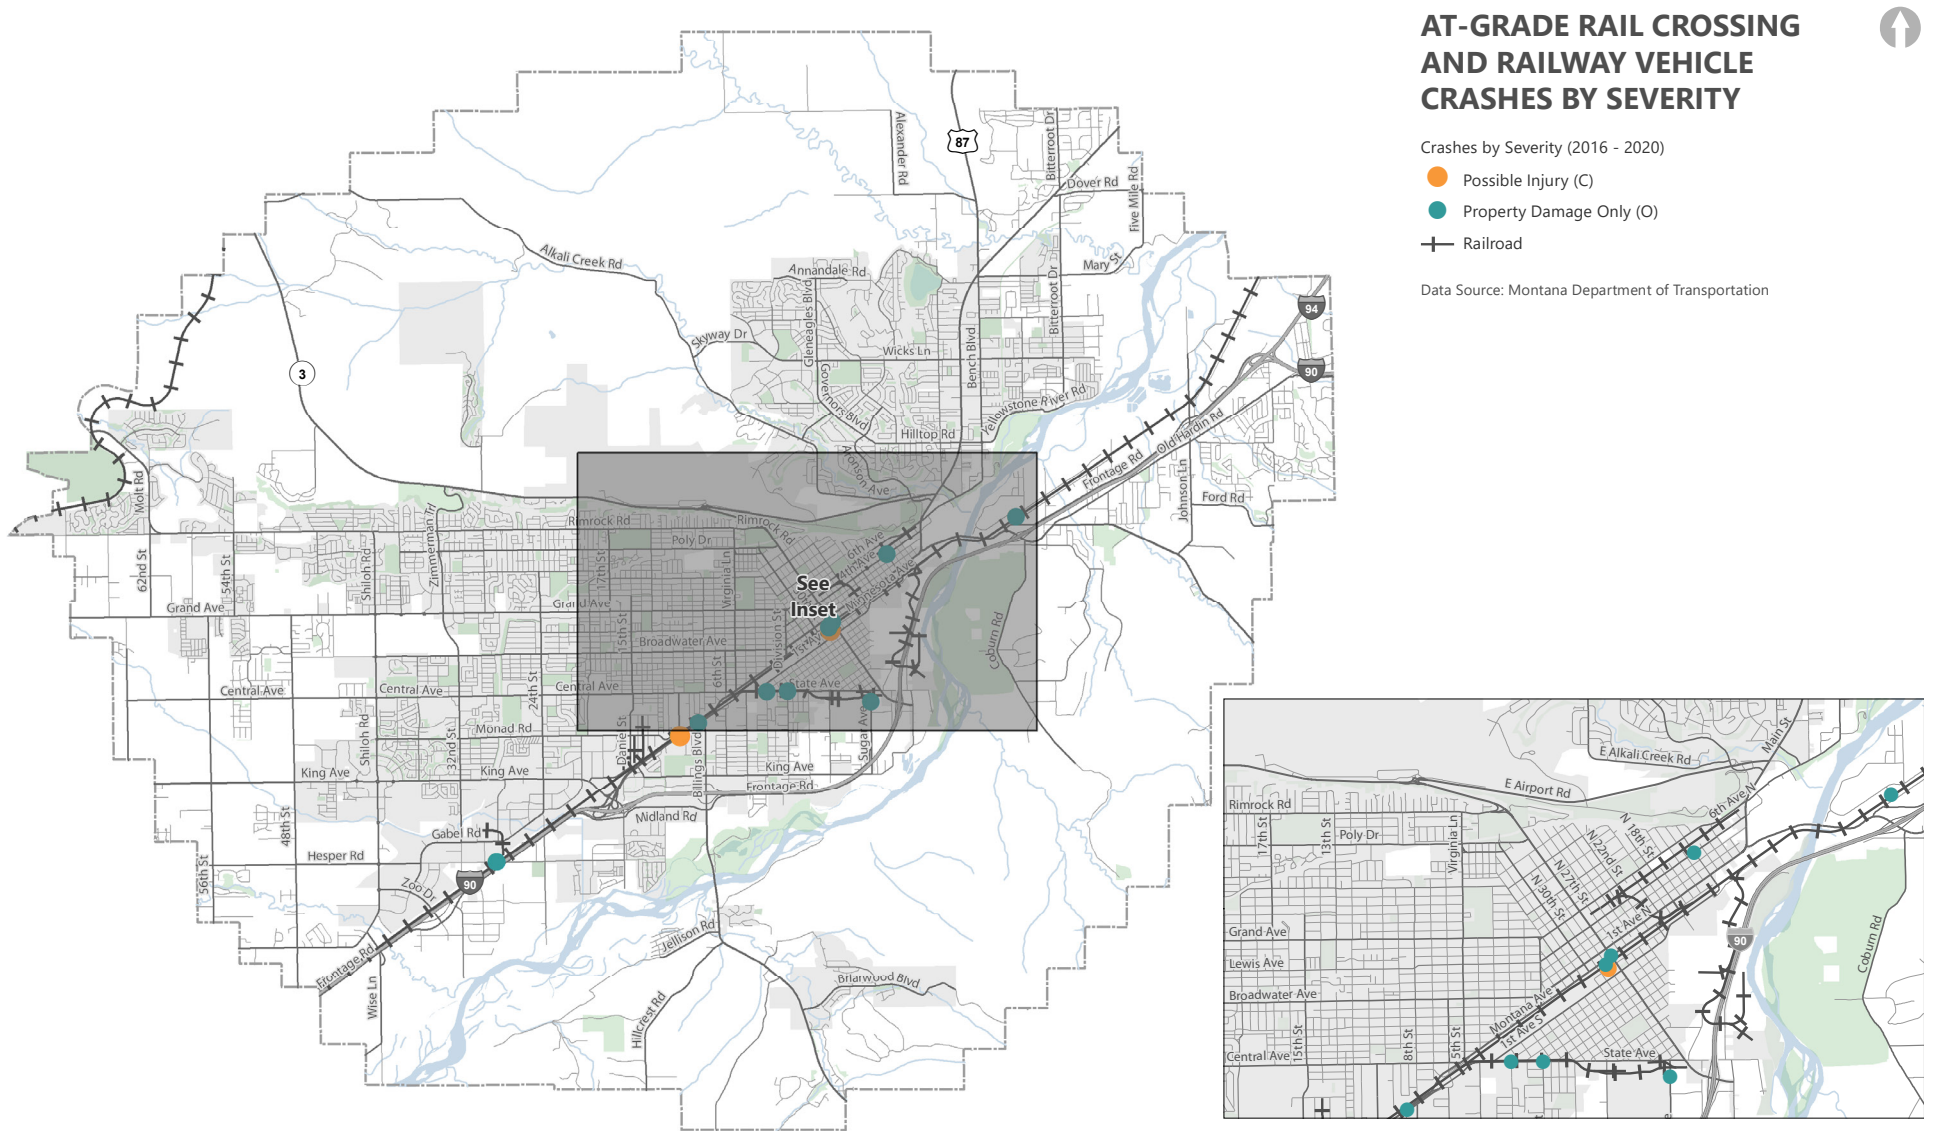 AT-GRADE RAIL CROSSING
AND RAILWAY VEHICLE
CRASHES BY SEVERITY
Crashes by Severity (2016 - 2020)
Possible Injury (C)
Property Damage Only (O)
Railroad
Data Source: Montana Department of Transportation
87
Alexander Rd
Bitterroot Dr
Dover Rd
Five Mile Rd
Alkali Creek Rd
Annandale Rd
Mary St
Gleneagles Blvd
Bitterroot Dr
94
Skyway Dr
Wicks Ln
Bench Blvd
3
90
Governors Blvd
Yellowstone River Rd
Hilltop Rd
Old Hardin Rd
Aronson Ave
Frontage Rd
Johnson Ln
Ford Rd
Molt Rd
Rimrock Rd
Rimrock Rd
Zimmerman Trl
Poly Dr
6th Ave
4th Ave
62nd St
54th St
Shiloh Rd
17th St
Virginia Ln
See
Inset
Minnesota Ave
Grand Ave
Grand Ave
15th St
Broadwater Ave
Division St
1st Ave
Coburn Rd
Central Ave
Central Ave
24th St
Central Ave
6th St
State Ave
Shiloh Rd
32nd St
Monad Rd
Daniel St
Billings Blvd
Sugar Ave
King Ave
King Ave
King Ave
Frontage Rd
Midland Rd
48th St
Gabel Rd
Hesper Rd
56th St
Zoo Dr
90
Frontage Rd
Wise Ln
Jellison Rd
Hillcrest Rd
Briarwood Blvd
E Alkali Creek Rd
Main St
E Airport Rd
Rimrock Rd
6th Ave N
17th St
13th St
Poly Dr
Virginia Ln
N 18th St
N 22nd St
N 27th St
N 30th St
1st Ave N
Grand Ave
Lewis Ave
90
Coburn Rd
Broadwater Ave
Montana Ave
1st Ave S
Central Ave
15th St
8th St
5th St
State Ave